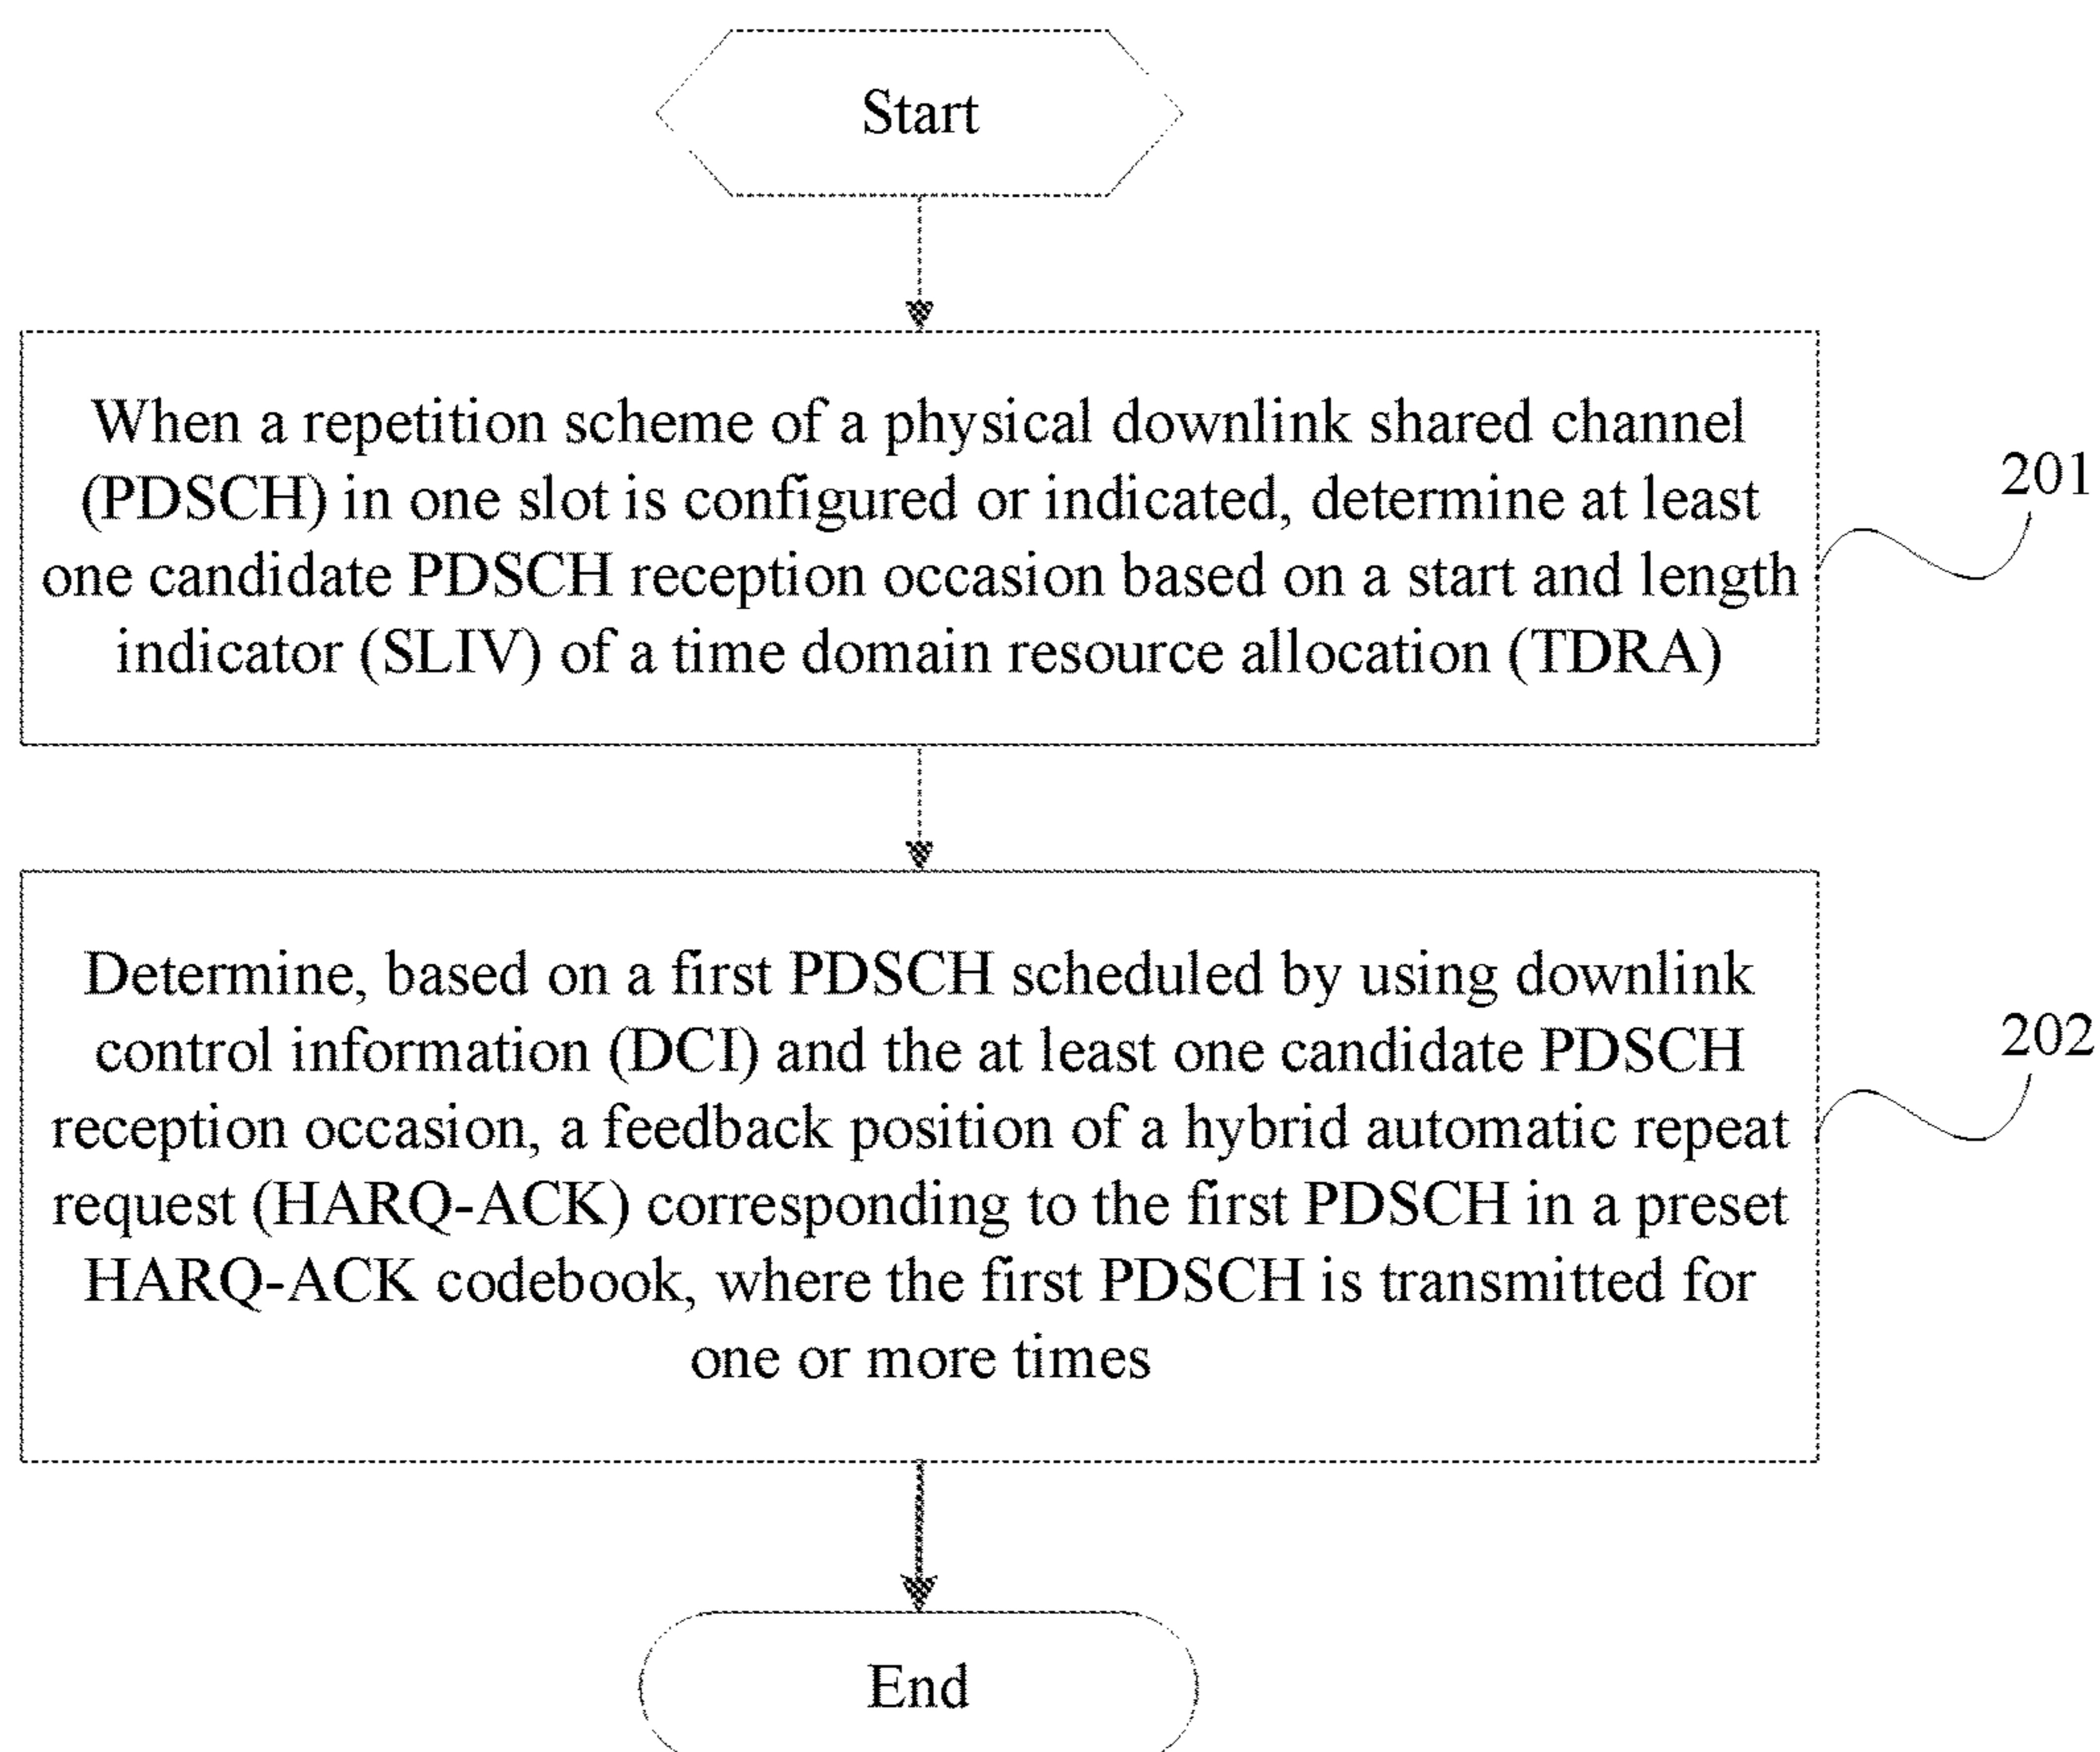 Start
When a repetition scheme of a physical downlink shared channel
(PDSCH) in one slot is configured or indicated, determine at least
one candidate PDSCH reception occasion based on a start and length
indicator (SLIV) of a time domain resource allocation (TDRA)
201
Determine, based on a first PDSCH scheduled by using downlink
control information (DCI) and the at least one candidate PDSCH
reception occasion, a feedback position of a hybrid automatic repeat
request (HARQ-ACK) corresponding to the first PDSCH in a preset
HARQ-ACK codebook, where the first PDSCH is transmitted for
one or more times
202
End